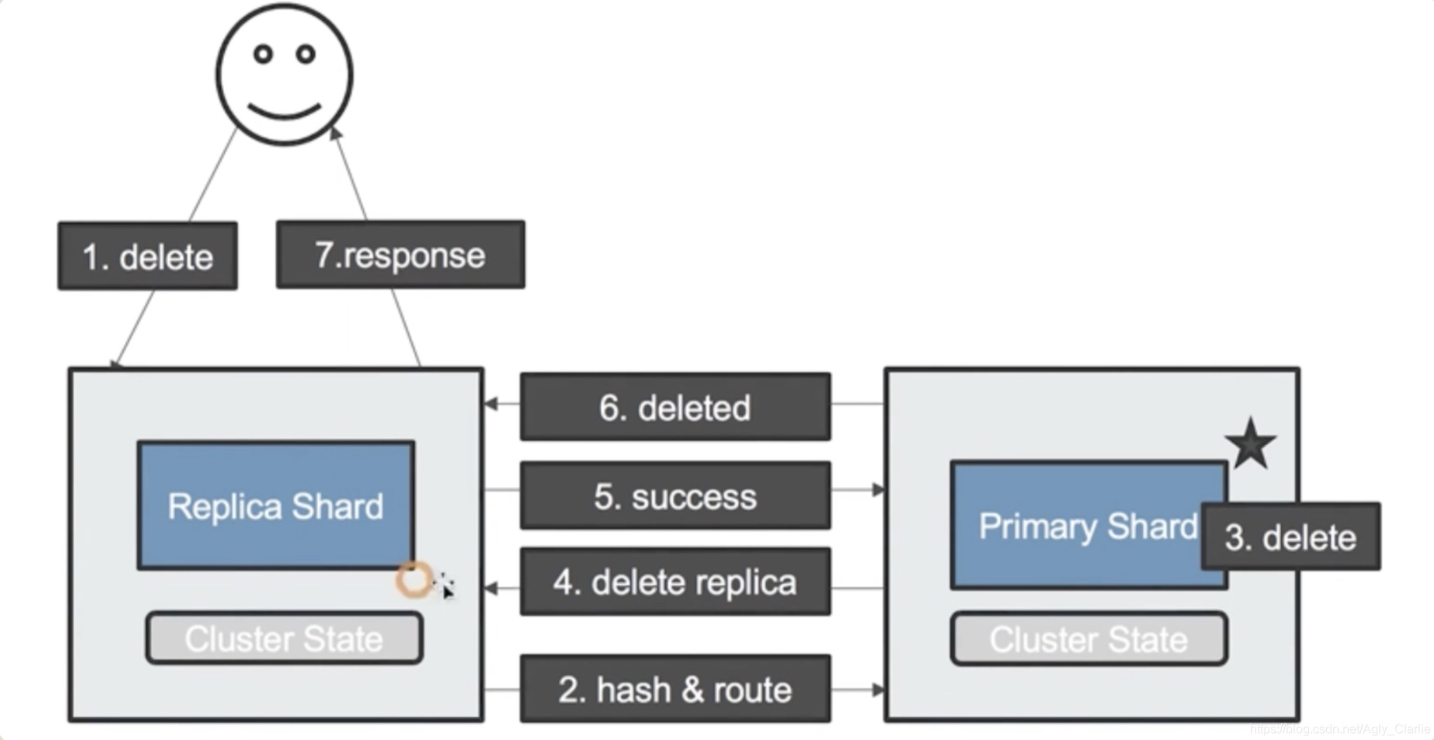 1. delete
7.response
6. deleted
5. success
4. delete replica
2. hash & route
Replica Shard
Cluster State
Primary Shard
3. delete
Cluster State
https://blog.csdn.net/Agly_Clarlie